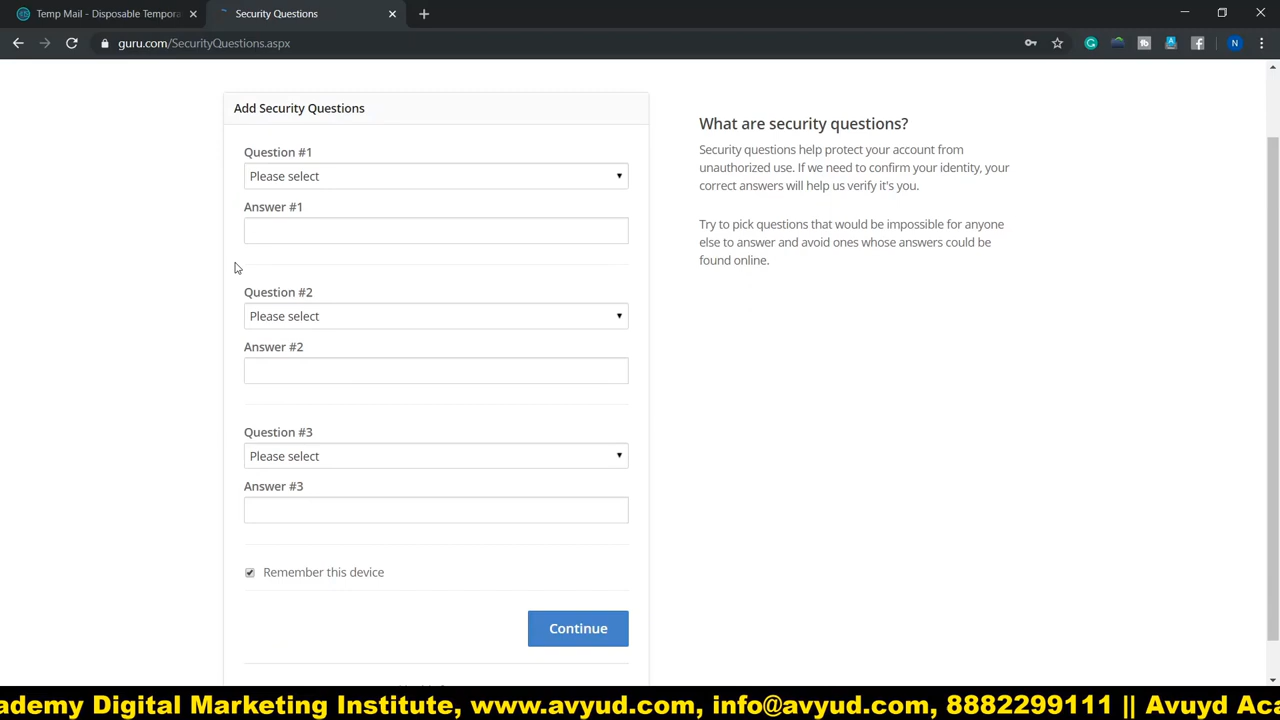 Temp Mail - Disposable Tempora
Security Questions
guru.com/SecurityQuestions.aspx
N
Add Security Questions
Question #1
Please select
Answer #1
Question #2
Please select
Answer #2
Question #3
Please select
Answer #3
Remember this device
Continue
What are security questions?
Security questions help protect your account from
unauthorized use. If we need to confirm your identity, your
correct answers will help us verify it's you.
Try to pick questions that would be impossible for anyone
else to answer and avoid ones whose answers could be
found online.
ademy Digital Marketing Institute, www.avyud.com, info@avyud.com, 8882299111 || Avuyd Aca